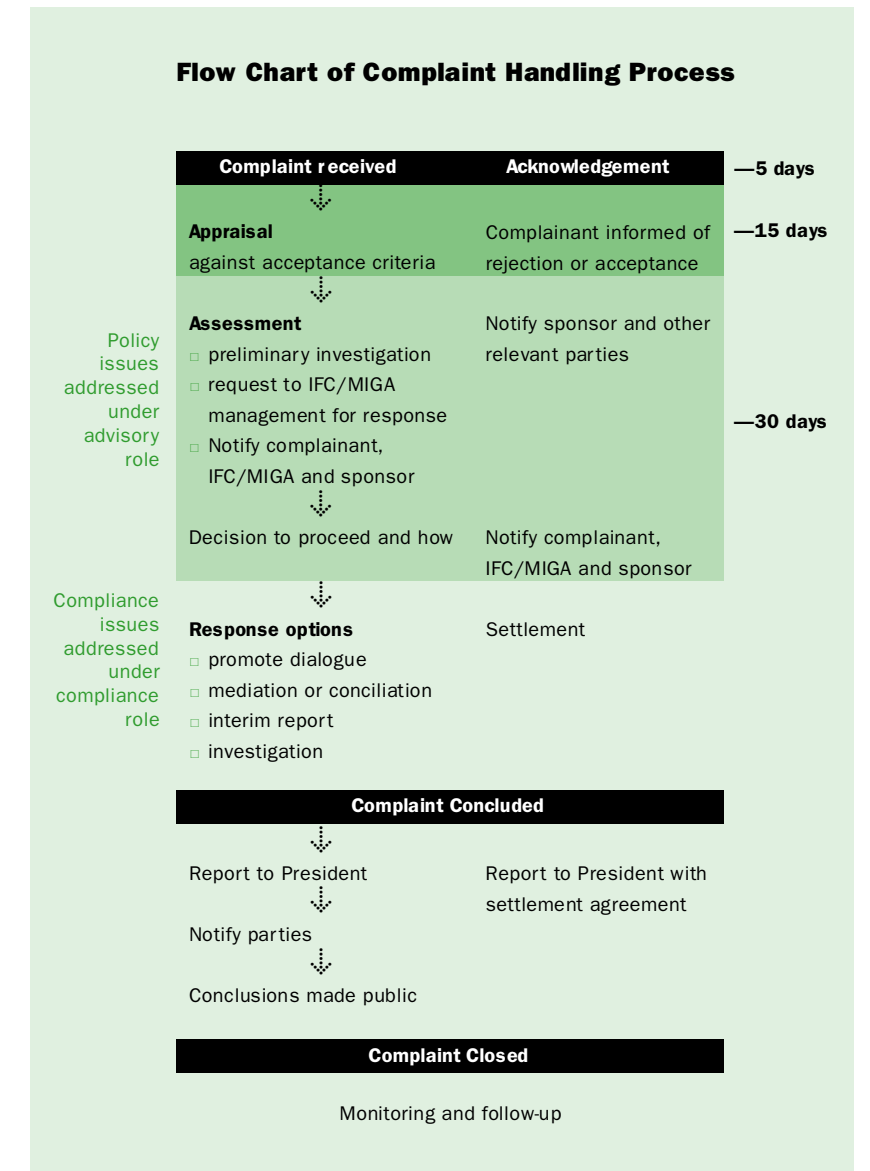 Flow Chart of Complaint Handling Process
Complaint received Acknowledgement —5 days
Appraisal Complainant informed of —15 days
against acceptance criteria rejection or acceptance
Assessment Notify sponsor and other
□ preliminary investigation relevant parties
□ request to IFC/MIGA
management for response
□ Notify complainant,
IFC/MIGA and sponsor
—30 days
Policy
issues
addressed
under
advisory
role
Decision to proceed and how Notify complainant,
IFC/MIGA and sponsor
Compliance
issues
addressed
under
compliance
role
Response options Settlement
□ promote dialogue
□ mediation or conciliation
□ interim report
□ investigation
Complaint Concluded
Report to President Report to President with
settlement agreement
Notify parties
Conclusions made public
Complaint Closed
Monitoring and follow-up